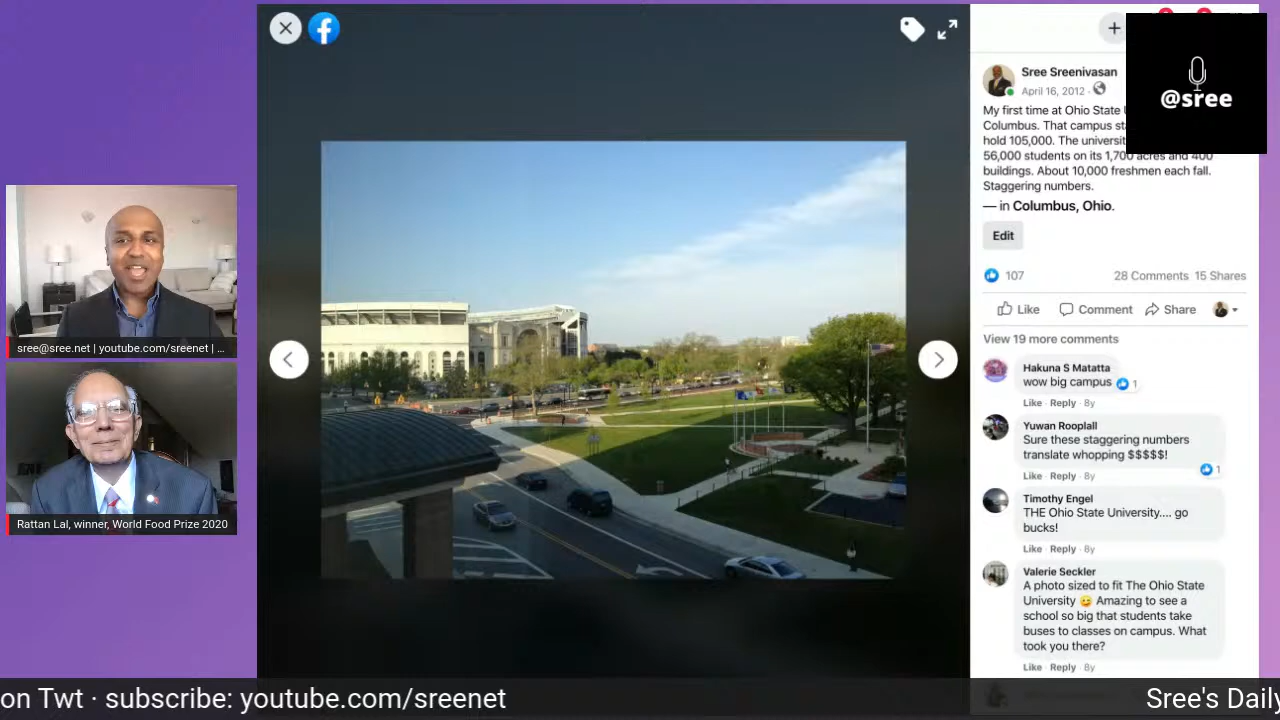 @sree
Sree Sreenivasan
April 16, 2012 ·
My first time at Ohio State
Columbus. That campus
hold 105,000. The
56,000 students on its 1,700 acres and 400
buildings. About 10,000 freshmen each fall.
Staggering numbers.
— in Columbus, Ohio.
Edit
107 28 Comments 15 Shares
Like Comment Share
View 19 more comments
Hakuna S Matatta
wow big campus 1
Like · Reply · 8y
Yuwan Rooplall
Sure these staggering numbers
translate whopping $$$$$!
1
Like · Reply · 8y
Timothy Engel
THE Ohio State University.... go
bucks!
Like · Reply · 8y
Valerie Seckler
A photo sized to fit The Ohio State
University 😄 Amazing to see a
school so big that students take
buses to classes on campus. What
took you there?
Like · Reply · 8y
sree@sree.net | youtube.com/sreenet | ...
Rattan Lal, winner, World Food Prize 2020
on Twt · subscribe: youtube.com/sreenet
Sree's Daily